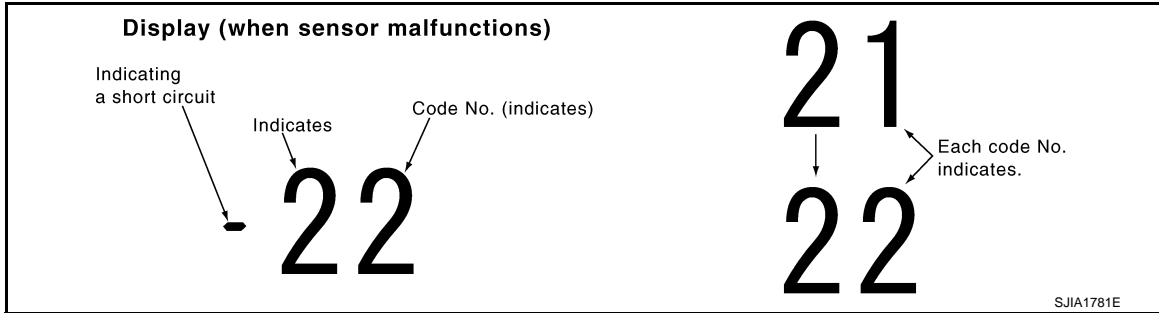 Display (when sensor malfunctions)
Indicating
a short circuit
Indicates
Code No. (indicates)
- 22
21
22
Each code No.
indicates.
SJIA1781E